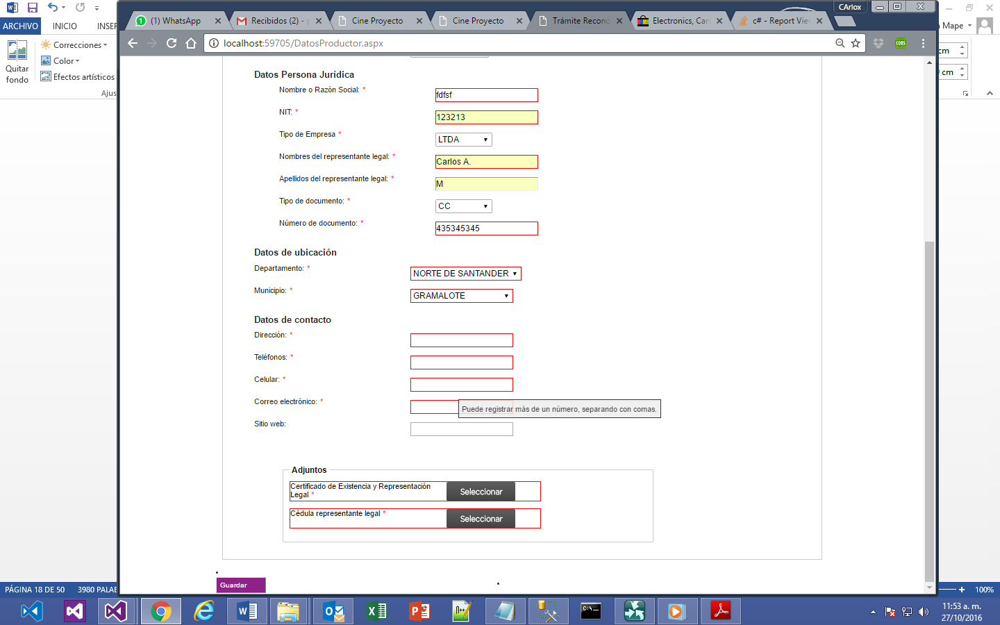 CArlox
(1) WhatsApp
Recibidos (2) - p
Cine Proyecto
Cine Proyecto
Trámite Recono
Electronics, Cars
c# - Report View
ARCHIVO
INICIO
INSER
n Mape
localhost:59705/DatosProductor.aspx
CORS
Quitar
fondo
Correcciones
Color
Efectos artísticos
Ajus
cm
cm
Datos Persona Jurídica
Nombre o Razón Social: *
fdfsf
NIT: *
123213
Tipo de Empresa *
LTDA
Nombres del representante legal: *
Carlos A.
Apellidos del representante legal: *
M
Tipo de documento: *
CC
Número de documento: *
435345345
Datos de ubicación
Departamento: *
NORTE DE SANTANDER
Municipio: *
GRAMALOTE
Datos de contacto
Dirección: *
Teléfonos: *
Celular: *
Correo electrónico: *
Puede registrar más de un número, separando con comas.
Sitio web:
Adjuntos
Certificado de Existencia y Representación
Legal *
Seleccionar
Cédula representante legal *
Seleccionar
Guardar
PÁGINA 18 DE 50
3980 PALAB
100%
11:53 a. m.
27/10/2016